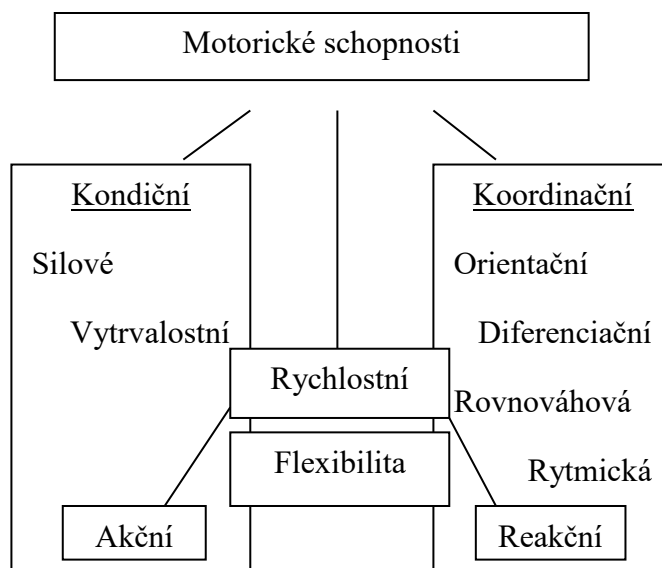 Motorické schopnosti
Kondiční
Koordinační
Silové
Orientační
Vytrvalostní
Diferenciační
Rychlostní
Rovnováhová
Flexibilita
Rytmická
Akční
Reakční